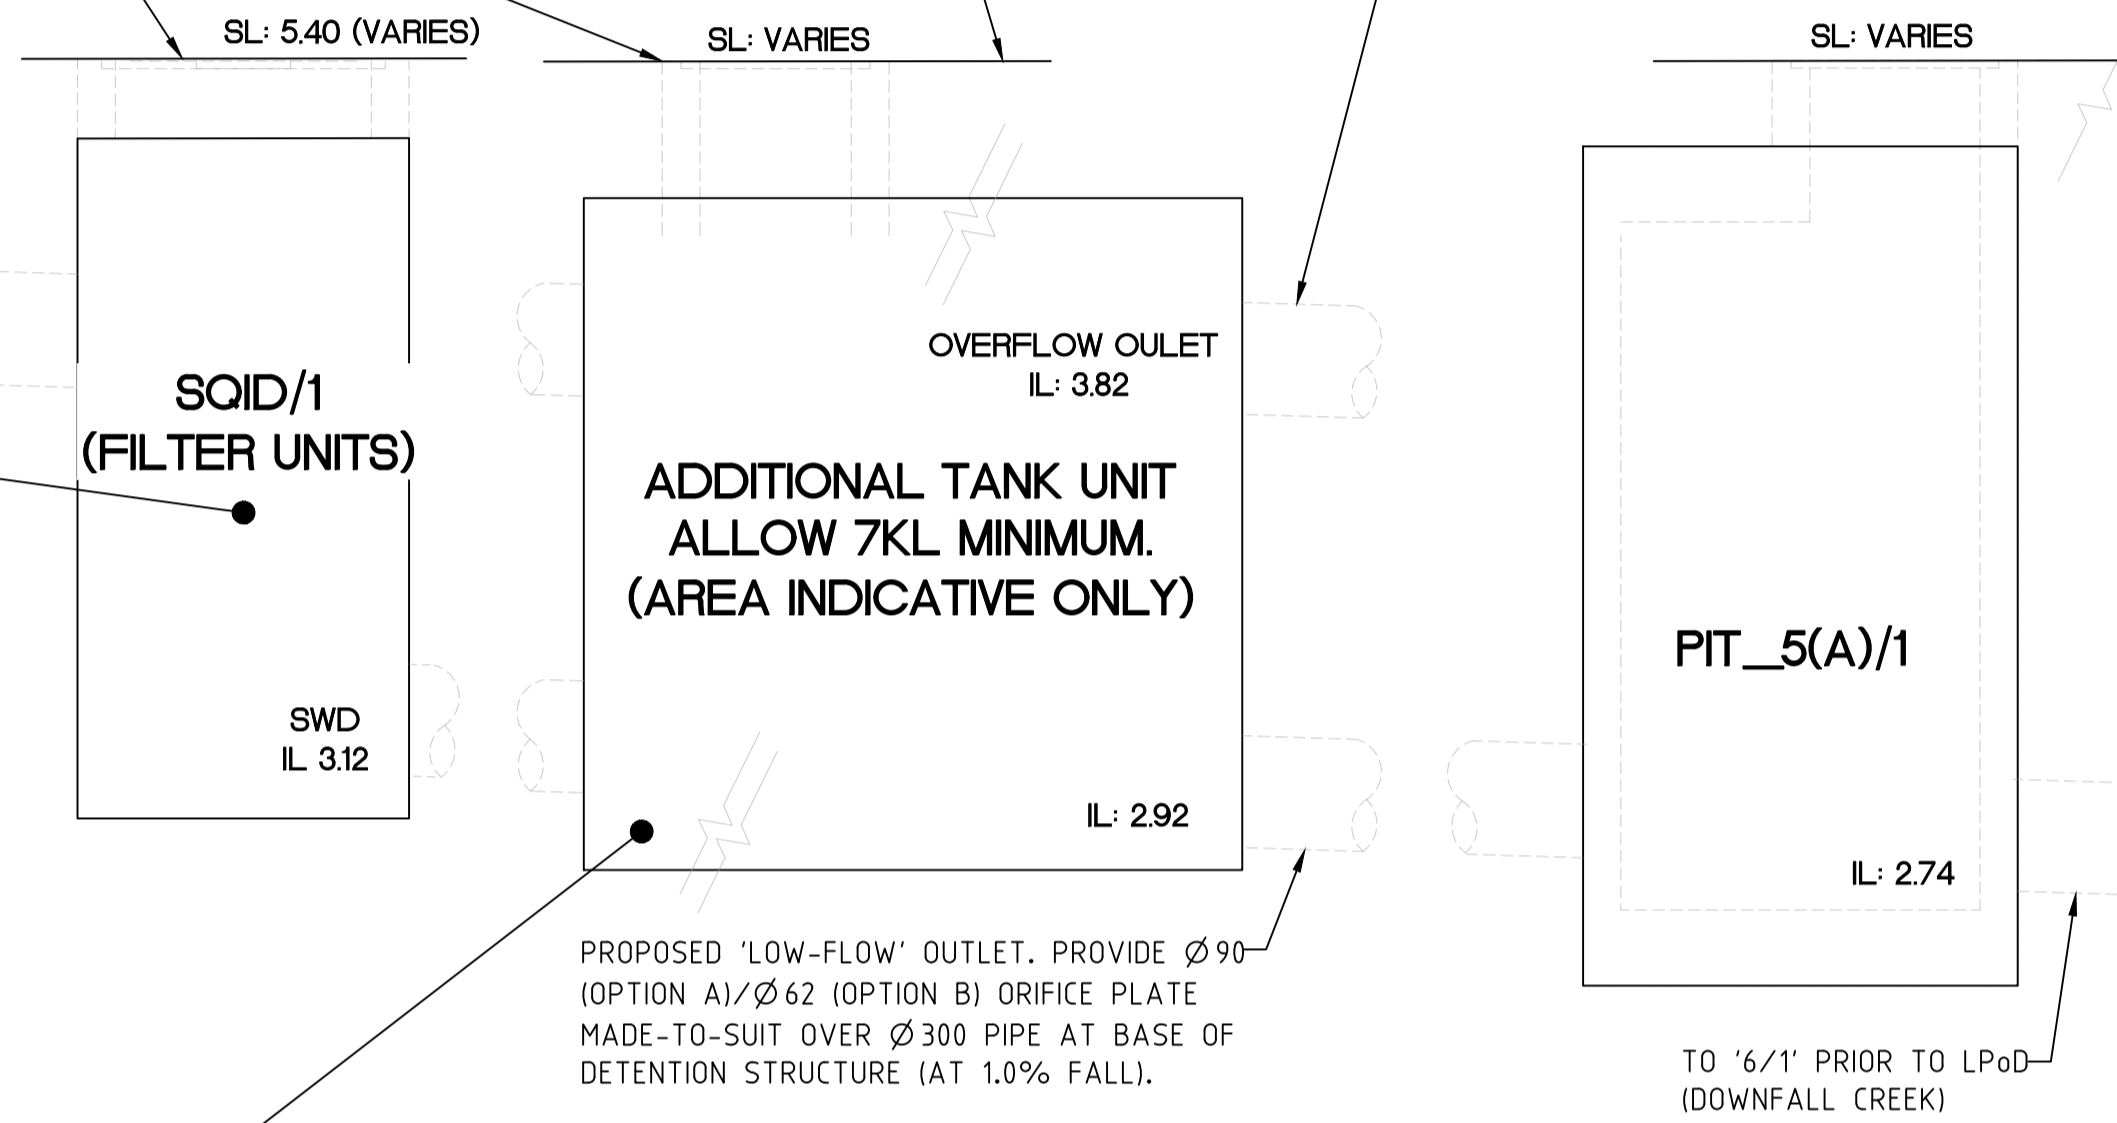 SL: 5.40 (VARIES)
SL: VARIES
SL: VARIES
SQID/1
(FILTER UNITS)
SWD
IL 3.12
OVERFLOW OULET
IL: 3.82
ADDITIONAL TANK UNIT
ALLOW 7KL MINIMUM.
(AREA INDICATIVE ONLY)
IL: 2.92
PROPOSED 'LOW-FLOW' OUTLET. PROVIDE Ø90
(OPTION A)/Ø62 (OPTION B) ORIFICE PLATE
MADE-TO-SUIT OVER Ø300 PIPE AT BASE OF
DETENTION STRUCTURE (AT 1.0% FALL).
PIT_5(A)/1
IL: 2.74
TO '6/1' PRIOR TO LPoD
(DOWNFALL CREEK)